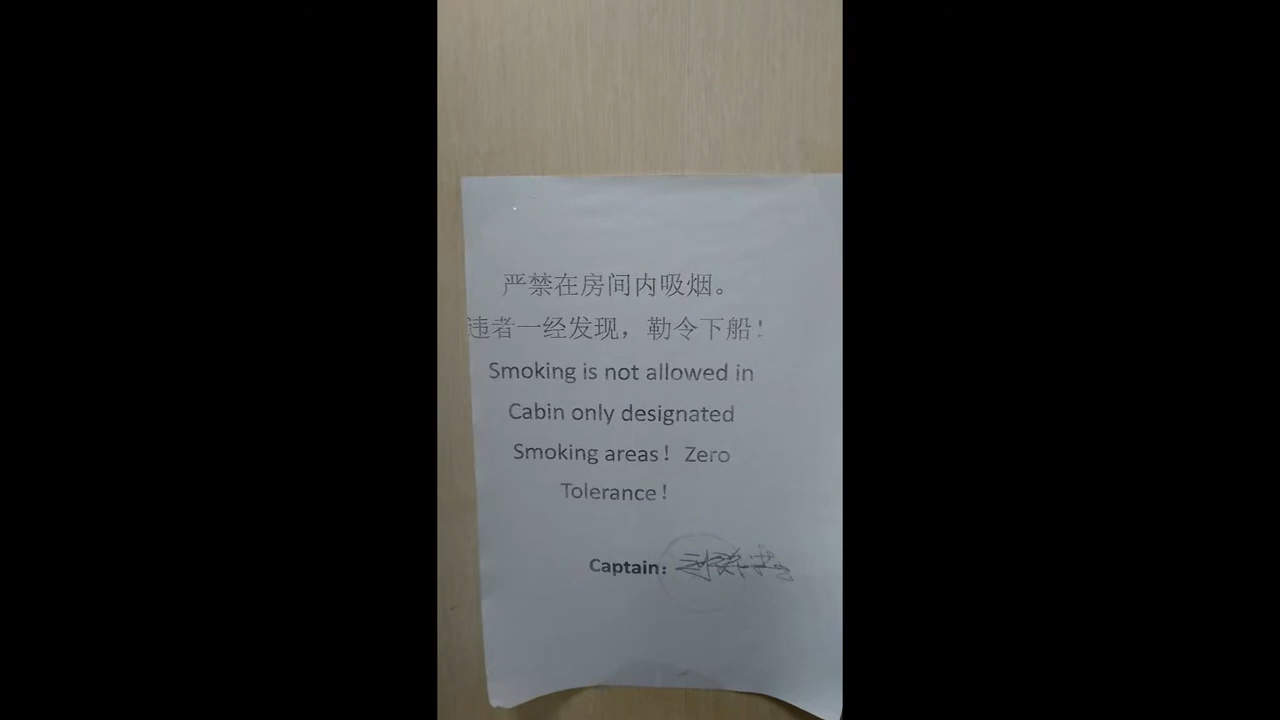 严禁在房间内吸烟。
违者一经发现，勒令下船！
Smoking is not allowed in
Cabin only designated
Smoking areas！ Zero
Tolerance！
Captain：